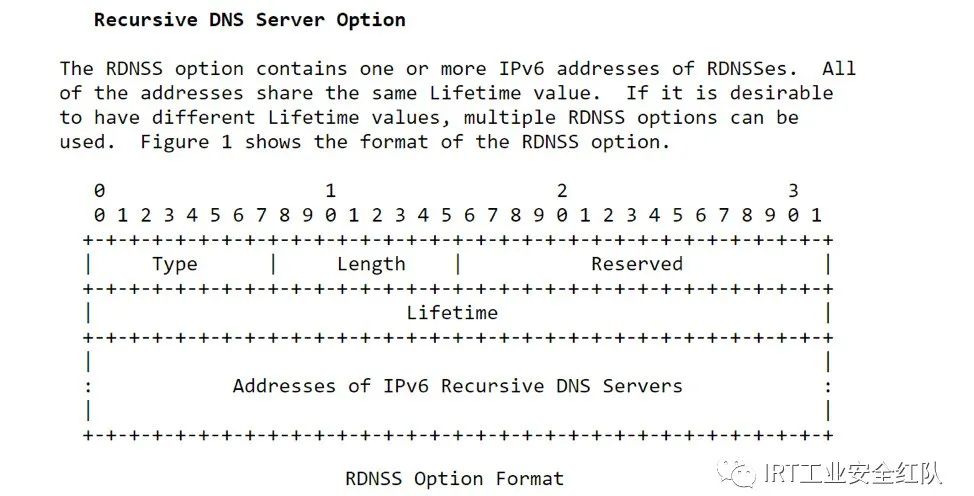 Recursive DNS Server Option
The RDNSS option contains one or more IPv6 addresses of RDNSSes.  All
of the addresses share the same Lifetime value.  If it is desirable
to have different Lifetime values, multiple RDNSS options can be
used.  Figure 1 shows the format of the RDNSS option.
0                   1                   2                   3
0 1 2 3 4 5 6 7 8 9 0 1 2 3 4 5 6 7 8 9 0 1 2 3 4 5 6 7 8 9 0 1
+-+-+-+-+-+-+-+-+-+-+-+-+-+-+-+-+-+-+-+-+-+-+-+-+-+-+-+-+-+-+-+-+
|     Type      |     Length    |           Reserved            |
+-+-+-+-+-+-+-+-+-+-+-+-+-+-+-+-+-+-+-+-+-+-+-+-+-+-+-+-+-+-+-+-+
|                           Lifetime                            |
+-+-+-+-+-+-+-+-+-+-+-+-+-+-+-+-+-+-+-+-+-+-+-+-+-+-+-+-+-+-+-+-+
|                                                               |
:            Addresses of IPv6 Recursive DNS Servers            :
|                                                               |
+-+-+-+-+-+-+-+-+-+-+-+-+-+-+-+-+-+-+-+-+-+-+-+-+-+-+-+-+-+-+-+-+
RDNSS Option Format
IRT工业安全红队